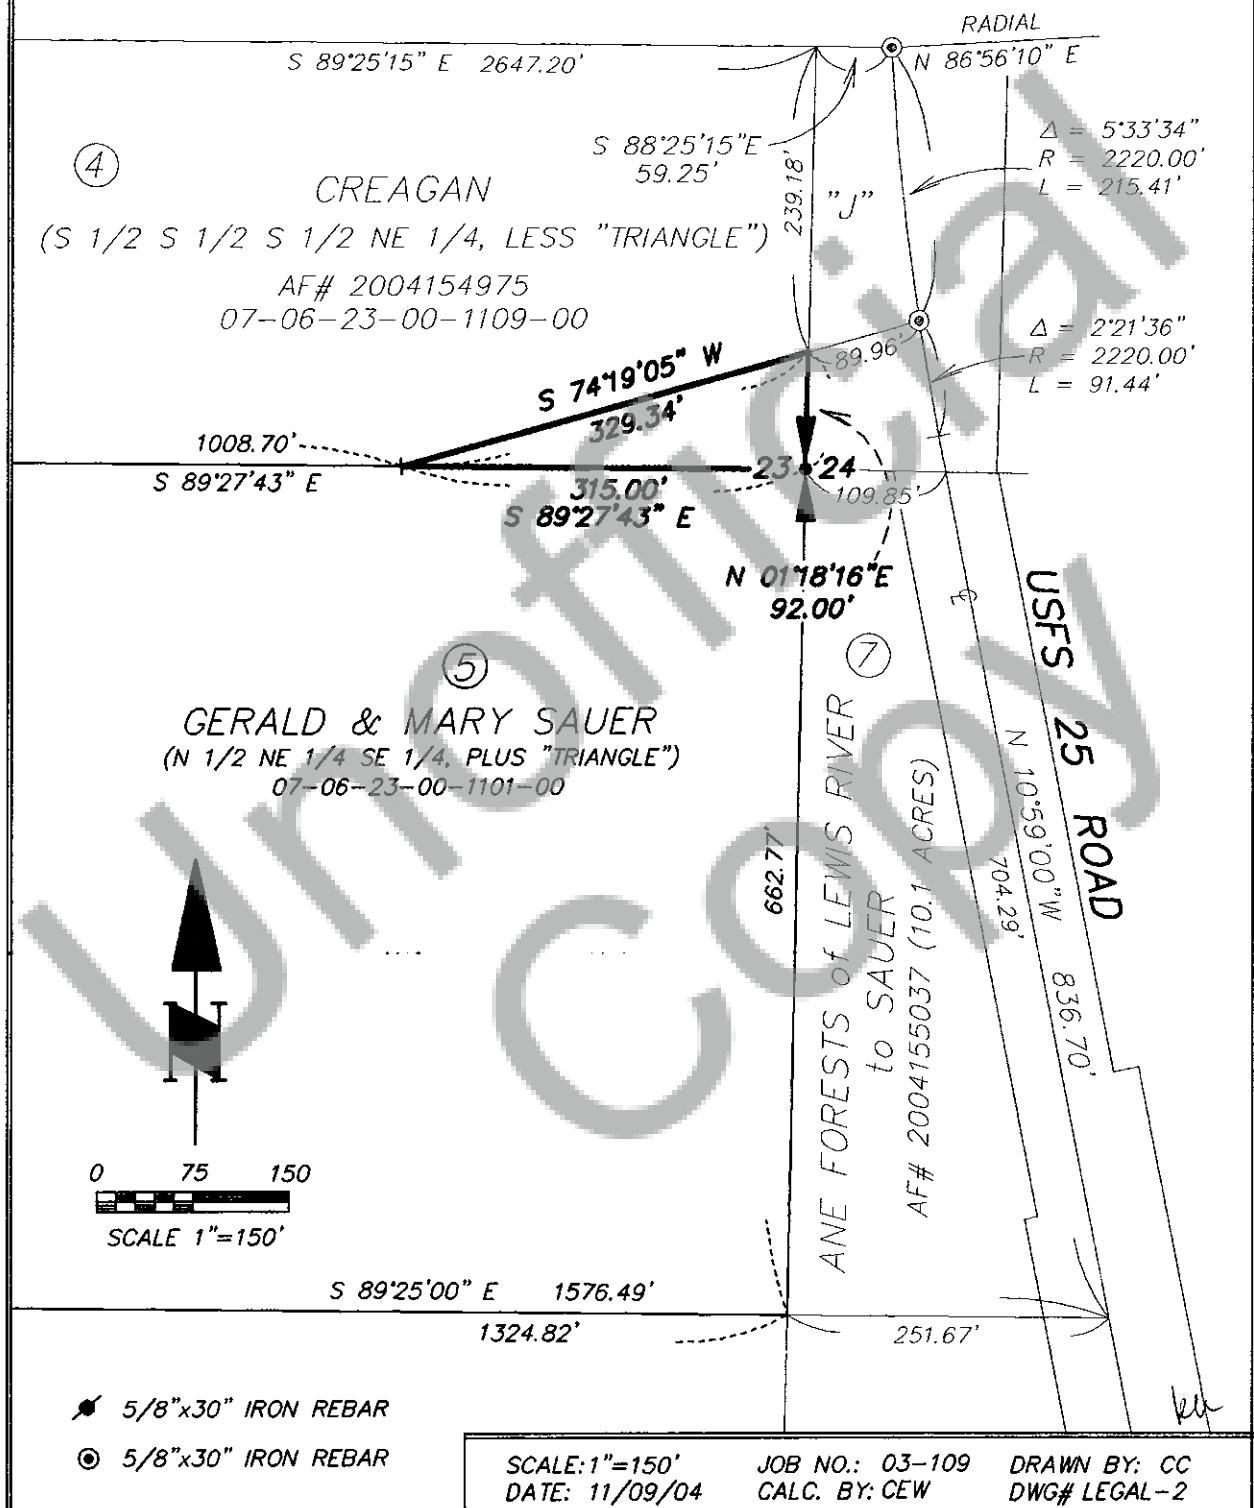 RADIAL
N 86°56'10" E
S 89°25'15" E 2647.20'
S 88°25'15"E
59.25'
239.18'
"J"
Δ = 5°33'34"
R = 2220.00'
L = 215.41'
4
CREAGAN
(S 1/2 S 1/2 S 1/2 NE 1/4, LESS "TRIANGLE")
AF# 2004154975
07-06-23-00-1109-00
Δ = 2°21'36"
R = 2220.00'
L = 91.44'
89.96'
S 74°19'05" W
329.34'
1008.70'
S 89°27'43" E
23 24
315.00'
S 89°27'43" E
109.85'
N 01°18'16"E
92.00'
USFS 25 ROAD
5
GERALD & MARY SAUER
(N 1/2 NE 1/4 SE 1/4, PLUS "TRIANGLE")
07-06-23-00-1101-00
7
ANE FORESTS of LEWIS RIVER
to SAUER
AF# 2004155037 (10.1 ACRES)
662.77'
704.29'
N 10°59'00"W 836.70'
N
0 75 150
SCALE 1"=150'
S 89°25'00" E 1576.49'
1324.82'
251.67'
5/8"x30" IRON REBAR
5/8"x30" IRON REBAR
SCALE: 1"=150' JOB NO.: 03-109 DRAWN BY: CC
DATE: 11/09/04 CALC. BY: CEW DWG# LEGAL-2
Unofficial
Copy